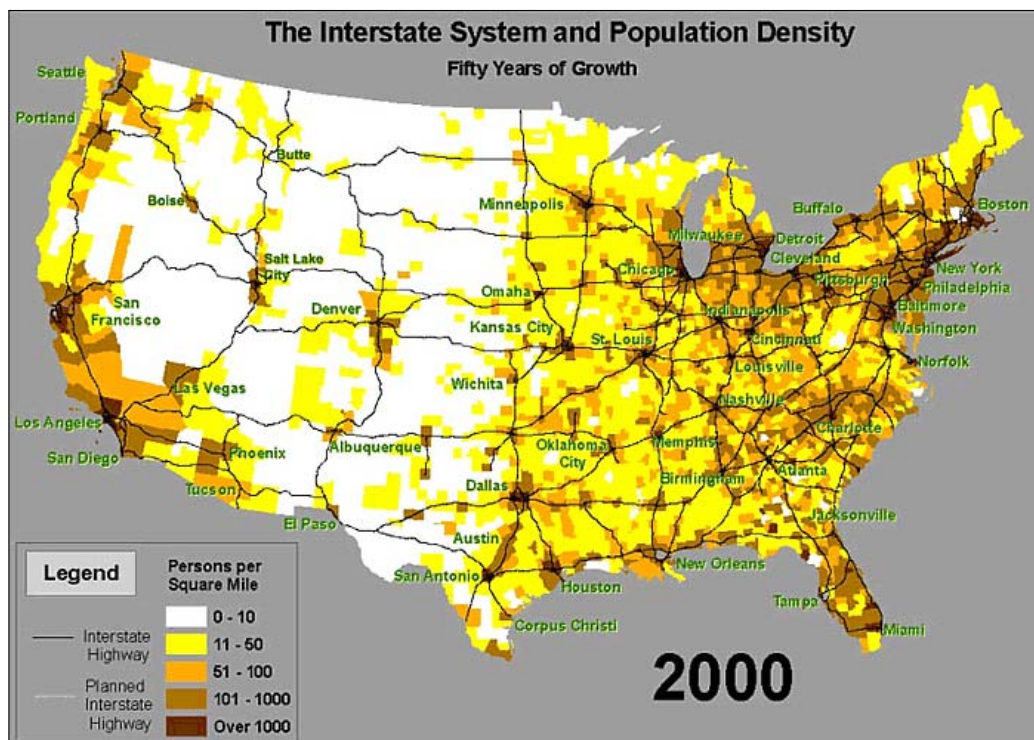 The Interstate System and Population Density
Fifty Years of Growth
Seattle
Portland
Butte
Boise
Minneapolis
Buffalo
Boston
Milwaukee
Detroit
Salt Lake
City
Cleveland
Chicago
New York
Pittsburgh
Philadelphia
San
Francisco
Denver
Omaha
Indianapolis
Baltimore
Kansas City
St. Louis
Cincinnati
Washington
Las Vegas
Wichita
Louisville
Norfolk
Nashville
Los Angeles
Albuquerque
Oklahoma
City
Memphis
Charlotte
San Diego
Phoenix
Birmingham
Atlanta
Tucson
Dallas
El Paso
Austin
Jacksonville
San Antonio
Houston
New Orleans
Tampa
Corpus Christi
Miami
Legend
Persons per
Square Mile
0 - 10
11 - 50
51 - 100
101 - 1000
Over 1000
Interstate
Highway
Planned
Interstate
Highway
2000